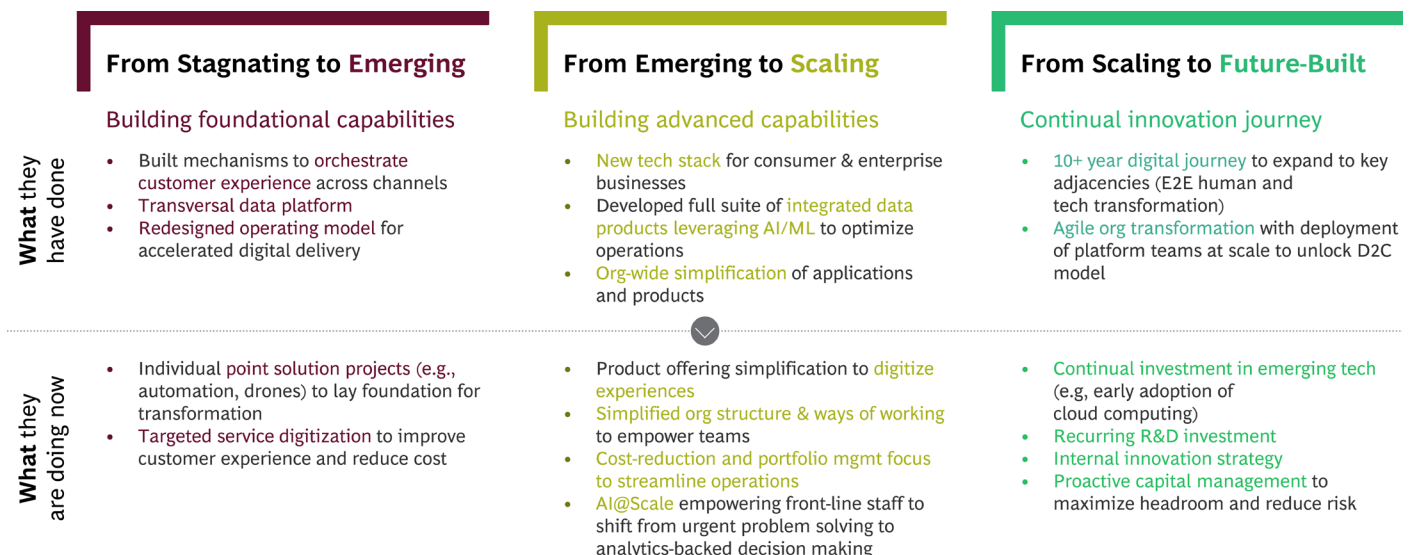 From Stagnating to Emerging
From Emerging to Scaling
From Scaling to Future-Built
What they
have done
Building foundational capabilities
• Built mechanisms to orchestrate
customer experience across channels
• Transversal data platform
• Redesigned operating model for
accelerated digital delivery
Building advanced capabilities
• New tech stack for consumer & enterprise
businesses
• Developed full suite of integrated data
products leveraging AI/ML to optimize
operations
• Org-wide simplification of applications
and products
Continual innovation journey
• 10+ year digital journey to expand to key
adjacencies (E2E human and
tech transformation)
• Agile org transformation with deployment
of platform teams at scale to unlock D2C
model
What they
are doing now
• Individual point solution projects (e.g.,
automation, drones) to lay foundation for
transformation
• Targeted service digitization to improve
customer experience and reduce cost
• Product offering simplification to digitize
experiences
• Simplified org structure & ways of working
to empower teams
• Cost-reduction and portfolio mgmt focus
to streamline operations
• AI@Scale empowering front-line staff to
shift from urgent problem solving to
analytics-backed decision making
• Continual investment in emerging tech
(e.g, early adoption of
cloud computing)
• Recurring R&D investment
• Internal innovation strategy
• Proactive capital management to
maximize headroom and reduce risk